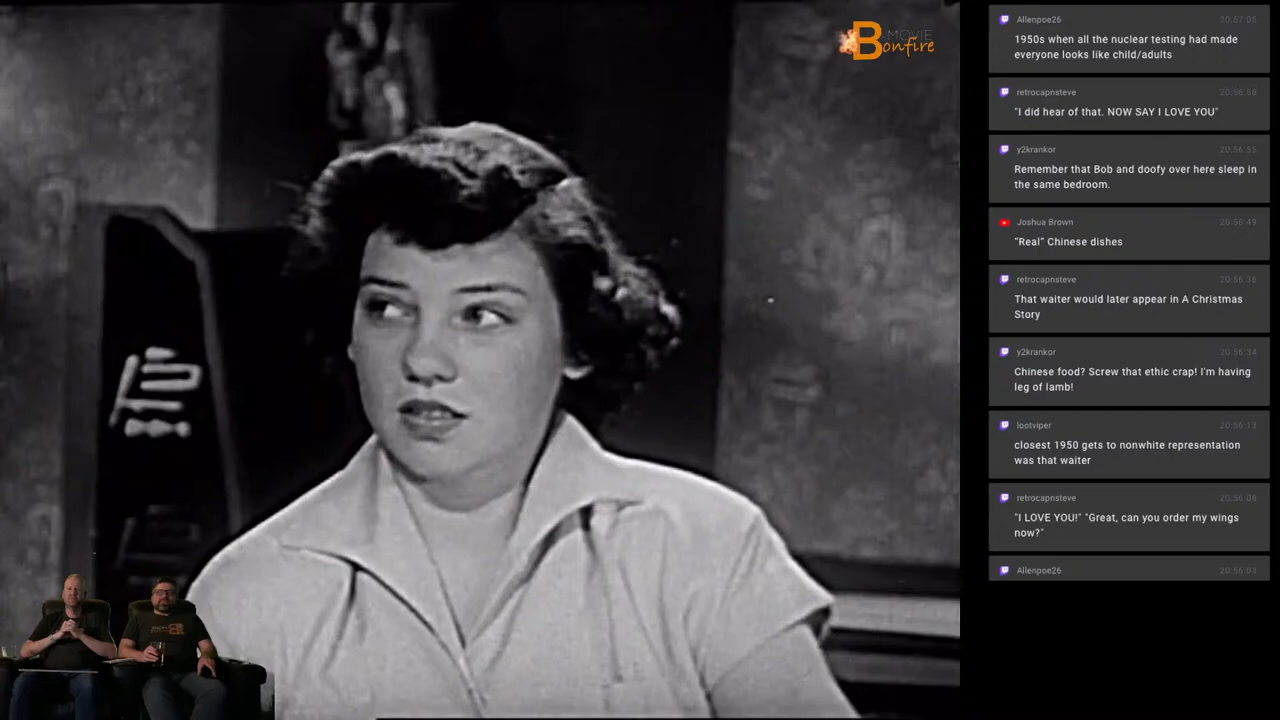 B MOVIE
Bonfire
Allenpoe26 20:57:05
1950s when all the nuclear testing had made
everyone looks like child/adults
retrocapnsteve 20:56:58
"I did hear of that. NOW SAY I LOVE YOU"
y2krankor 20:56:55
Remember that Bob and doofy over here sleep in
the same bedroom.
Joshua Brown 20:56:49
"Real" Chinese dishes
retrocapnsteve 20:56:38
That waiter would later appear in A Christmas
Story
y2krankor 20:56:34
Chinese food? Screw that ethic crap! I'm having
leg of lamb!
lootviper 20:56:13
closest 1950 gets to nonwhite representation
was that waiter
retrocapnsteve 20:56:08
"I LOVE YOU!" "Great, can you order my wings
now?"
Allenpoe26 20:56:03